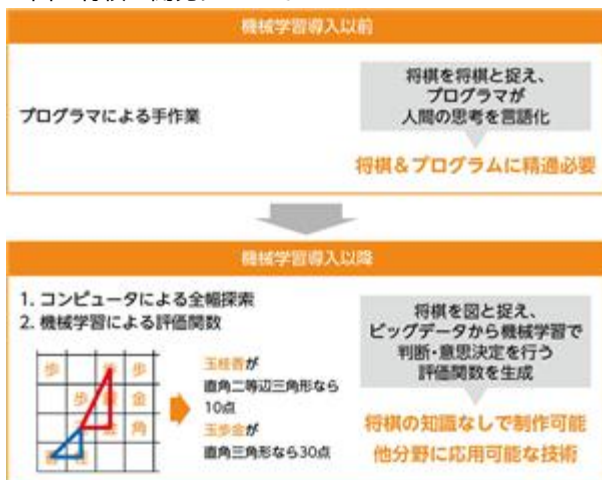 機械学習導入以前
プログラマによる手作業
将棋を将棋と捉え、
プログラマが
人間の思考を言語化
将棋&プログラムに精通必要
機械学習導入以降
1. コンピュータによる全幅探索
2. 機械学習による評価関数
歩
歩
歩
金
金
角
香
桂
玉桂香が
直角二等辺三角形なら
10点
玉歩金が
直角三角形なら30点
将棋を図と捉え、
ビッグデータから機械学習で
判断・意思決定を行う
評価関数を生成
将棋の知識なしで制作可能
他分野に応用可能な技術